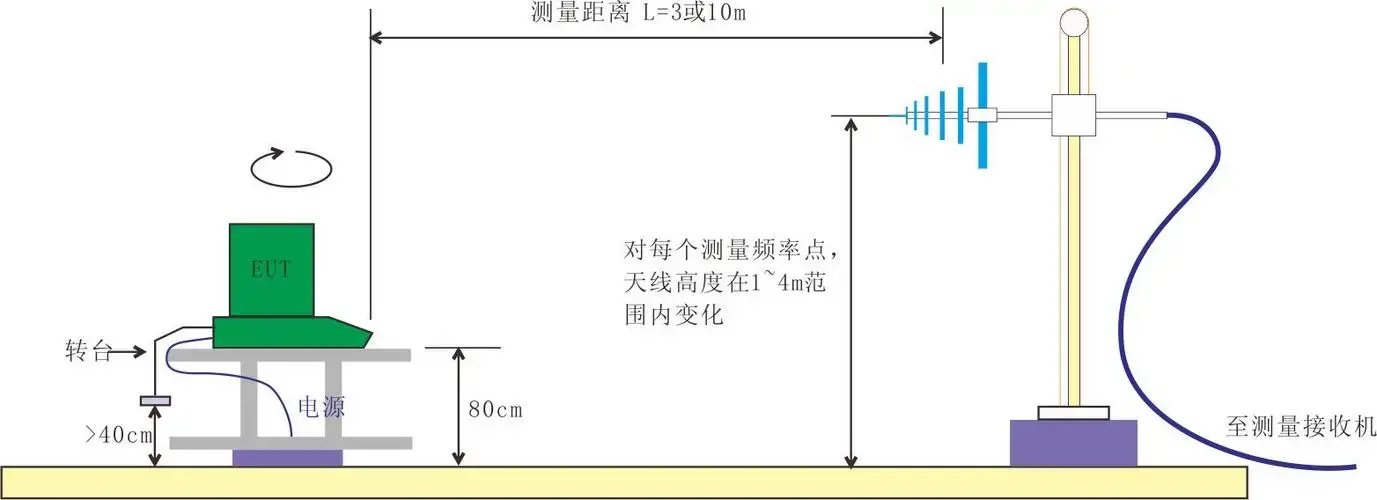 测量距离 L=3或10m
EUT
对每个测量频率点，
天线高度在1~4m范
围内变化
转台
电源
80cm
>40cm
至测量接收机